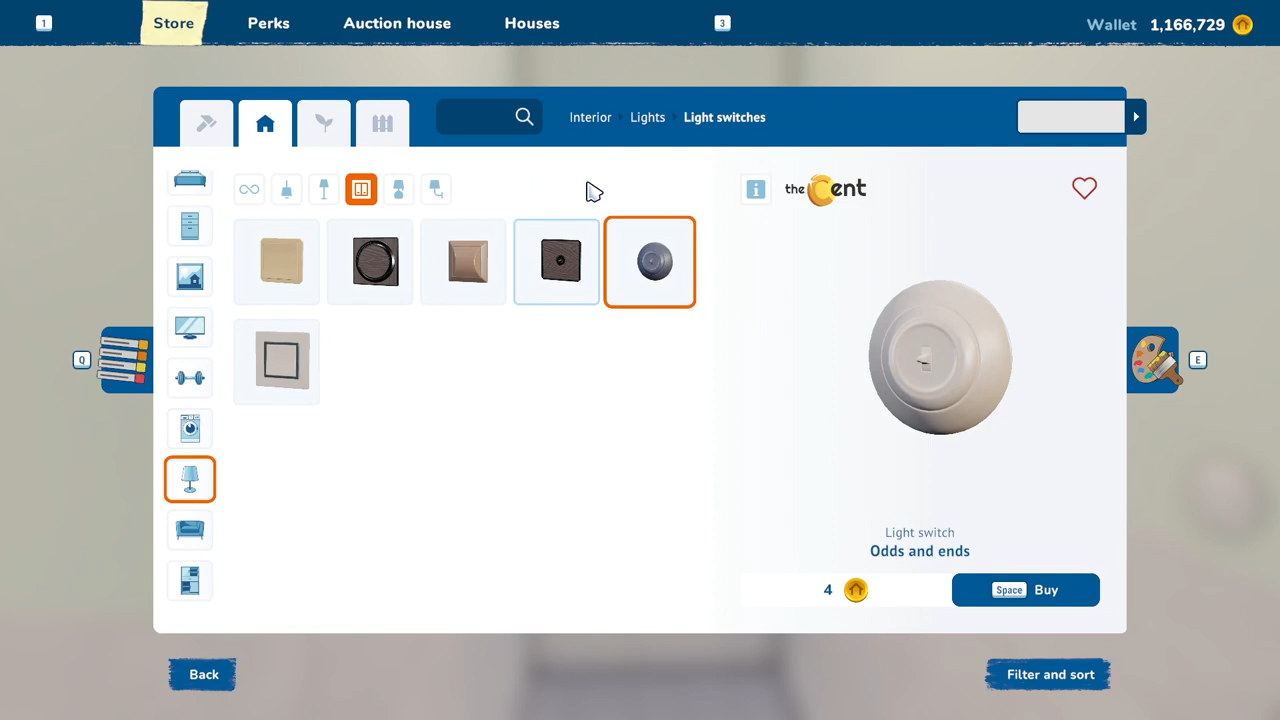 1
Store
Perks
Auction house
Houses
3
Wallet 1,166,729
Interior
Lights
Light switches
the Cent
Q
E
Light switch
Odds and ends
4
Space Buy
Back
Filter and sort